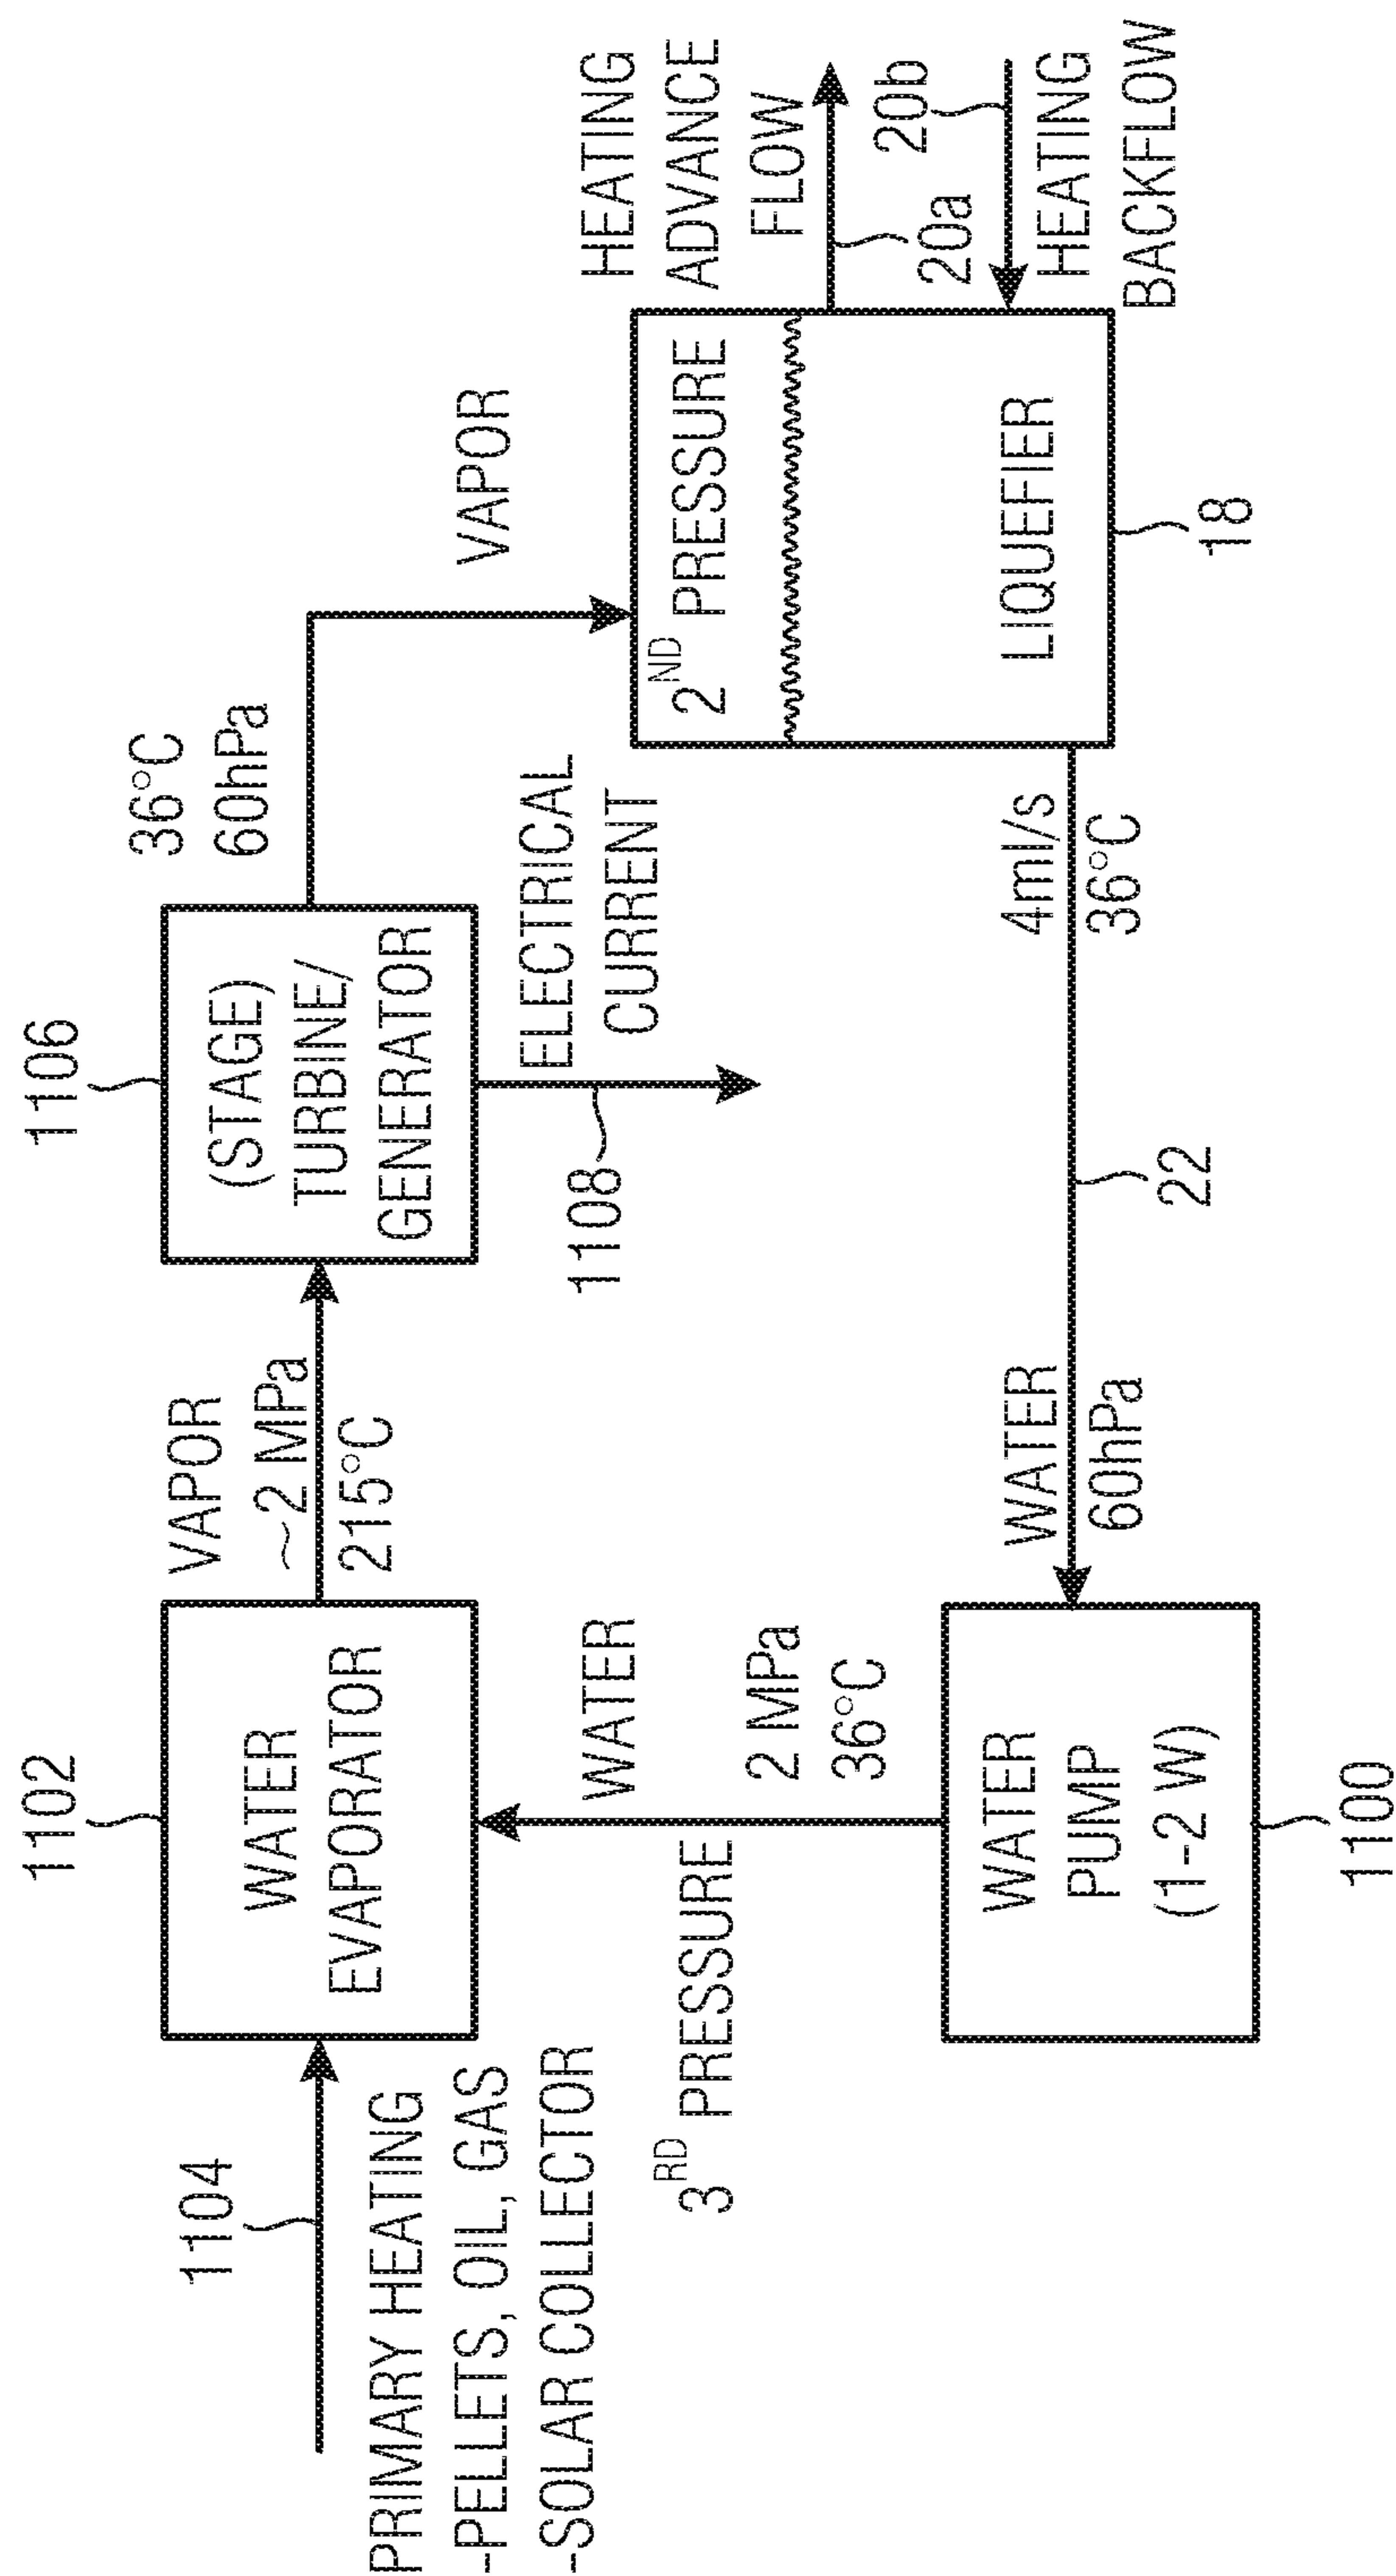 1104
PRIMARY HEATING
-PELLETS, OIL, GAS
-SOLAR COLLECTOR
1102
WATER
EVAPORATOR
VAPOR
~2 MPa
215°C
1106
(STAGE)
TURBINE/
GENERATOR
36°C
60hPa
VAPOR
1108
ELECTRICAL
CURRENT
3RD PRESSURE
WATER
2 MPa
36°C
WATER
PUMP
(1-2 W)
1100
WATER
60hPa
22
4ml/s
36°C
2ND PRESSURE
LIQUEFIER
18
HEATING
ADVANCE
FLOW
20a
20b
HEATING
BACKFLOW